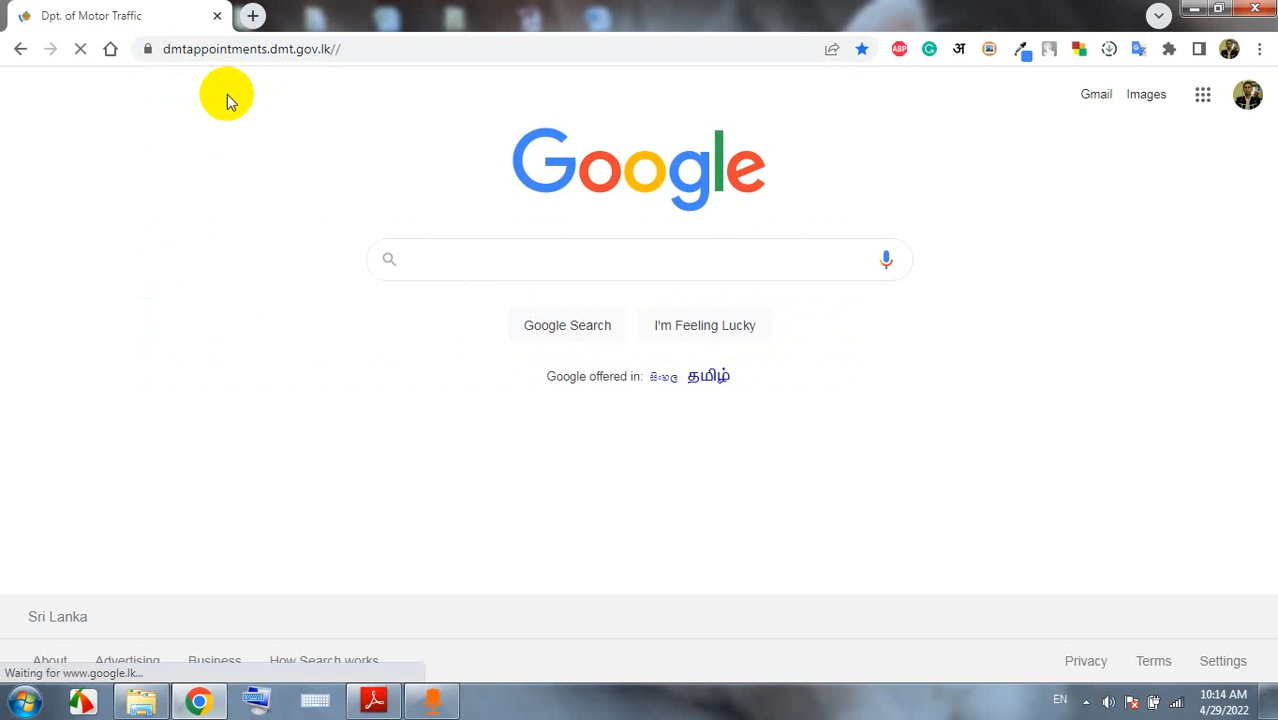 Dpt. of Motor Traffic
dmtappointments.dmt.gov.lk//
ABP
अ
Gmail
Images
Google
Google Search
I'm Feeling Lucky
Google offered in: සිංහල தமிழ்
Sri Lanka
About
Advertising
Business
How Search works
Privacy
Terms
Settings
Waiting for www.google.lk...
EN
10:14 AM
4/29/2022